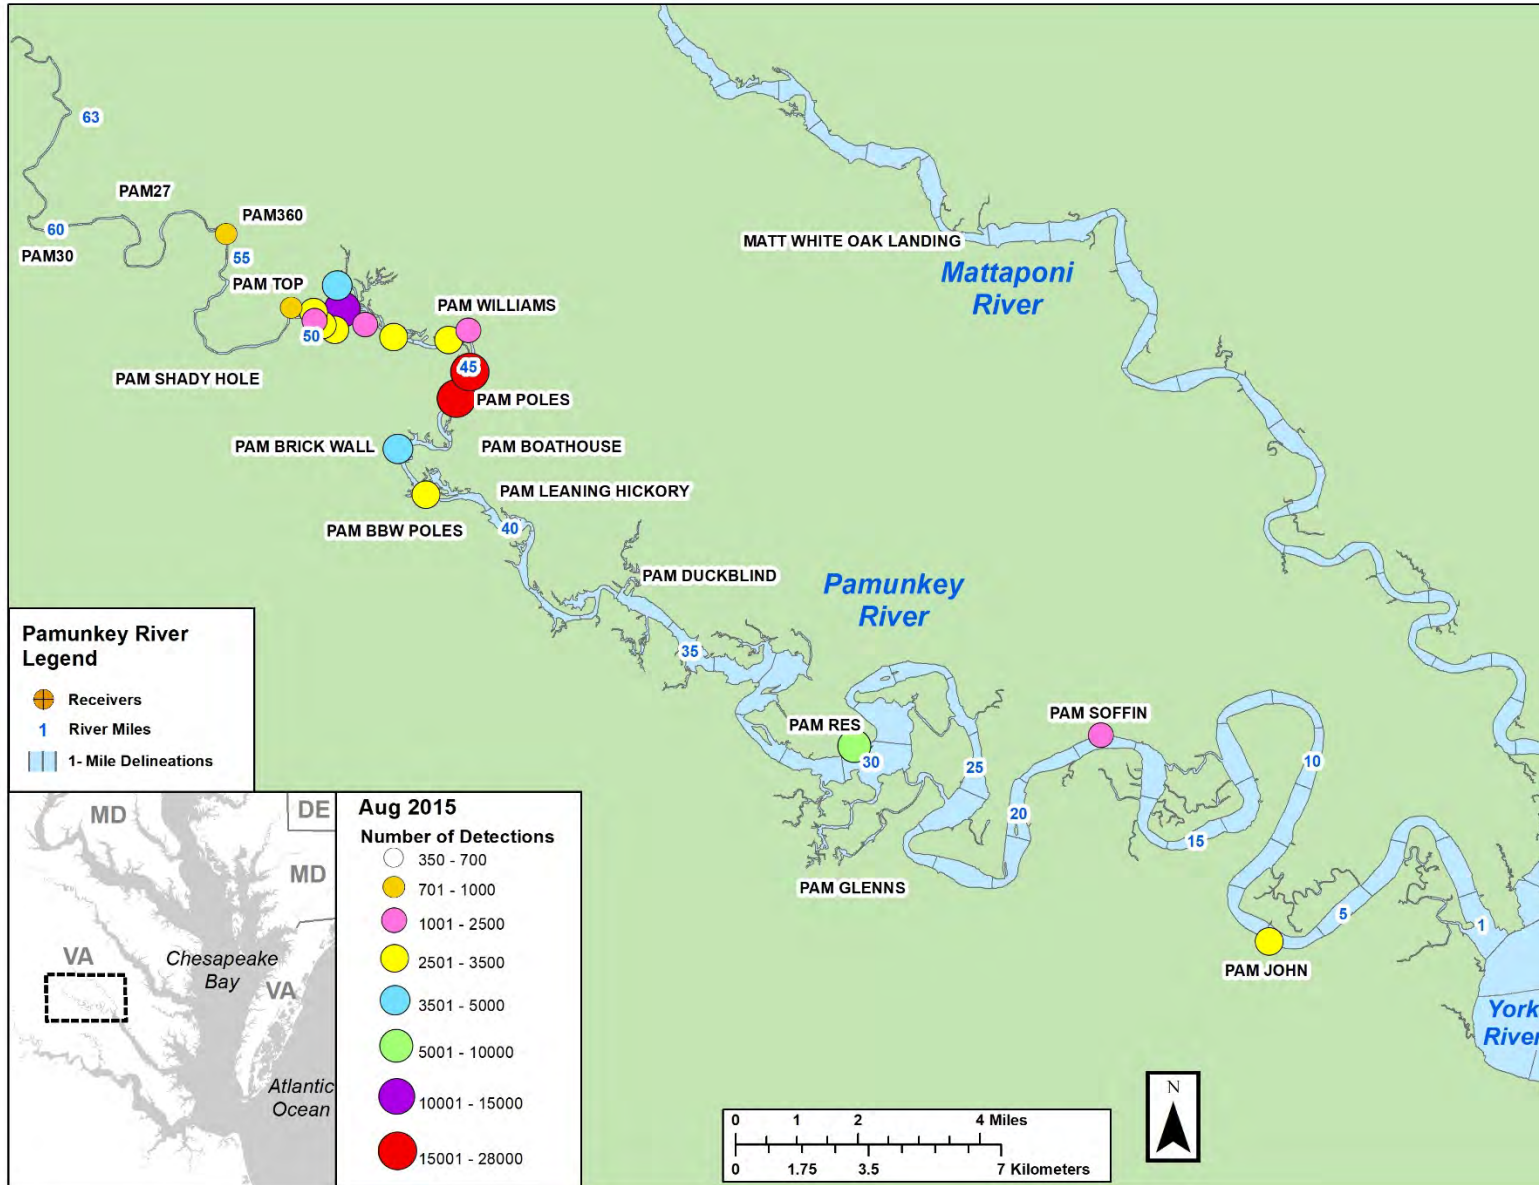 63
PAM27
PAM360
60
PAM30
55
MATT WHITE OAK LANDING
Mattaponi
River
PAM TOP
PAM WILLIAMS
50
PAM SHADY HOLE
45
PAM POLES
PAM BRICK WALL
PAM BOATHOUSE
PAM LEANING HICKORY
PAM BBW POLES
40
PAM DUCKBLIND
Pamunkey
River
35
PAM RES
PAM SOFFIN
30
25
10
20
15
PAM GLENNS
5
1
PAM JOHN
York
River
Pamunkey River
Legend
Receivers
1 River Miles
1- Mile Delineations
MD
DE
MD
VA
Chesapeake
Bay
VA
Atlantic
Ocean
Aug 2015
Number of Detections
350 - 700
701 - 1000
1001 - 2500
2501 - 3500
3501 - 5000
5001 - 10000
10001 - 15000
15001 - 28000
0 1 2 4 Miles
0 1.75 3.5 7 Kilometers
N